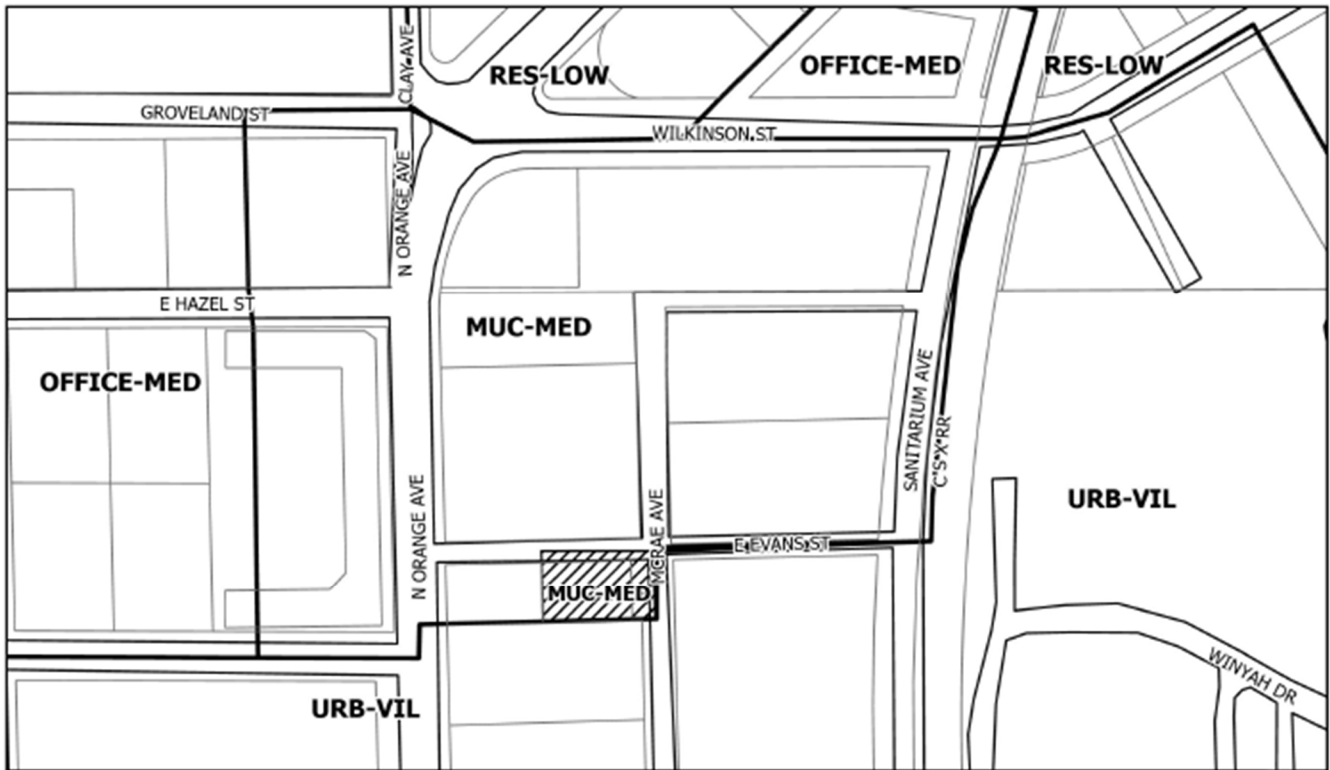 CLAY AVE
RES-LOW
OFFICE-MED
RES-LOW
GROVELAND ST
WILKINSON ST
N ORANGE AVE
E HAZEL ST
MUC-MED
OFFICE-MED
SANITARIUM AVE
C S X RR
N ORANGE AVE
MCRAE AVE
URB-VIL
E EVANS ST
MUC-MED
WINYAH DR
URB-VIL